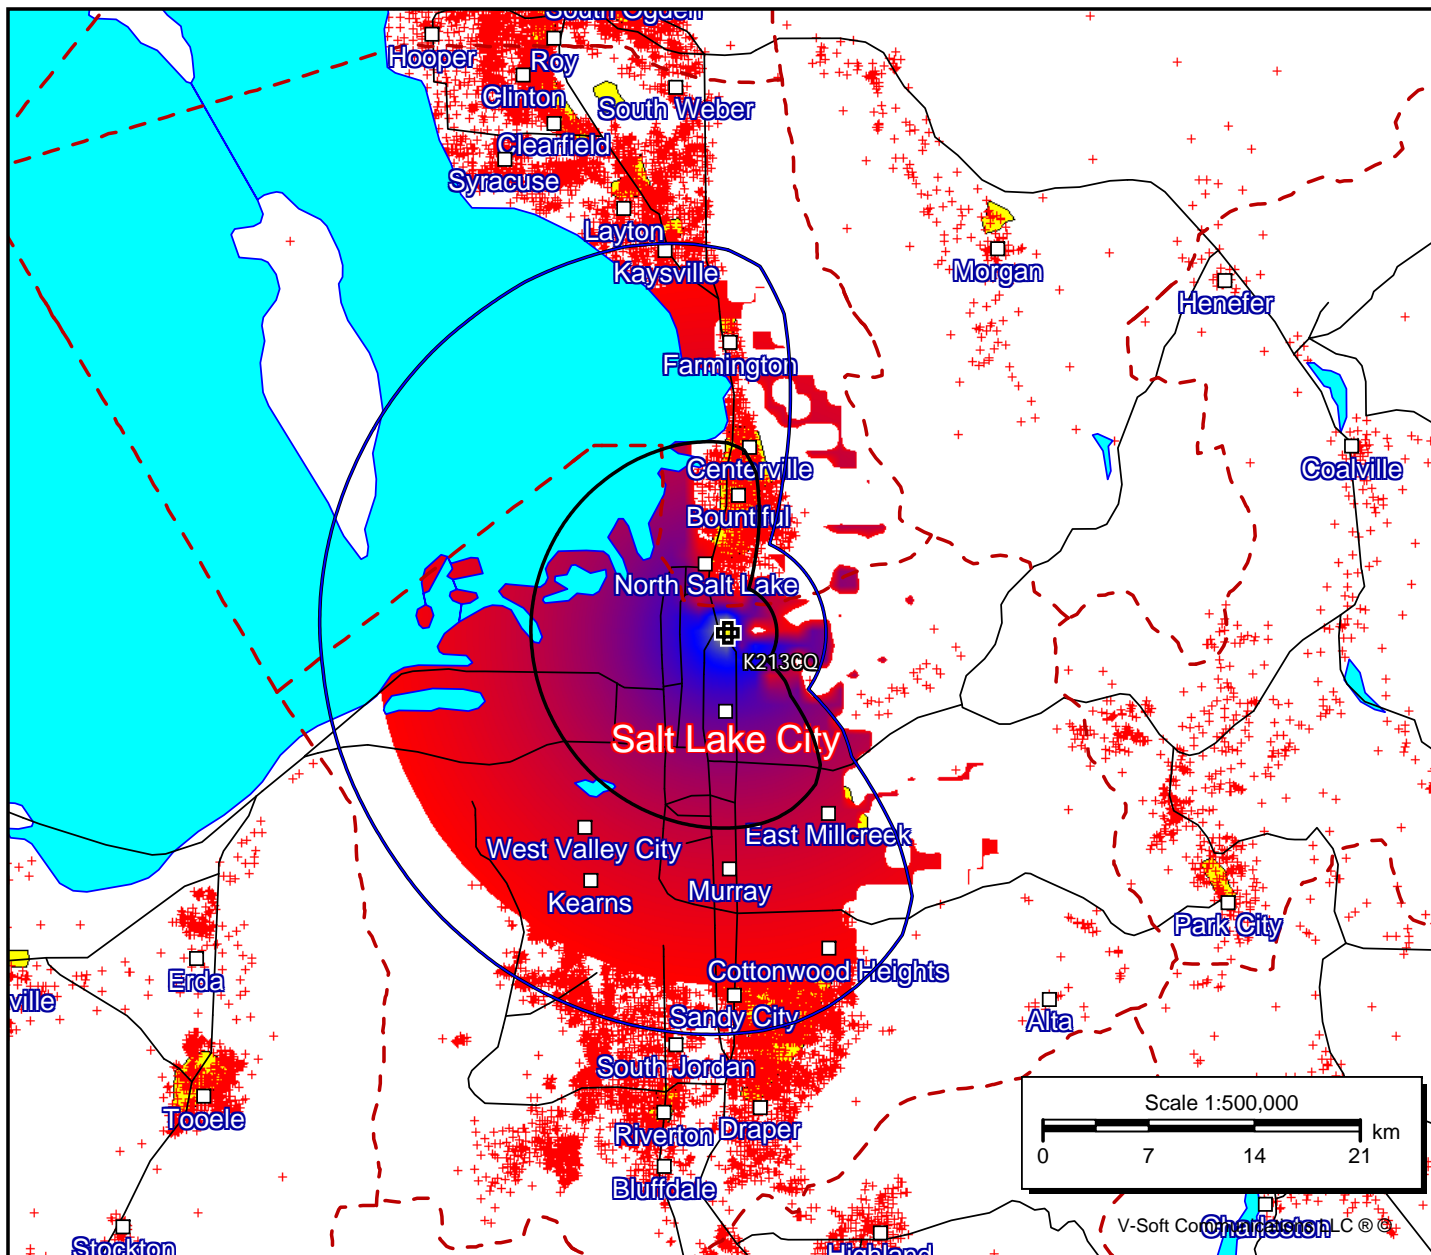 South Ogden
Hooper
Roy
Clinton
South Weber
Clearfield
Syracuse
Layton
Kaysville
Morgan
Henefer
Farmington
Centerville
Coalville
Bountiful
North Salt Lake
K213CQ
Salt Lake City
East Millcreek
West Valley City
Murray
Kearns
Park City
Cottonwood Heights
Erda
ville
Sandy City
Alta
South Jordan
Tooele
Riverton
Draper
Bluffdale
Scale 1:500,000
km
0 7 14 21
V-Soft Communications LLC ® ©
Charleston
Stockton
Highland